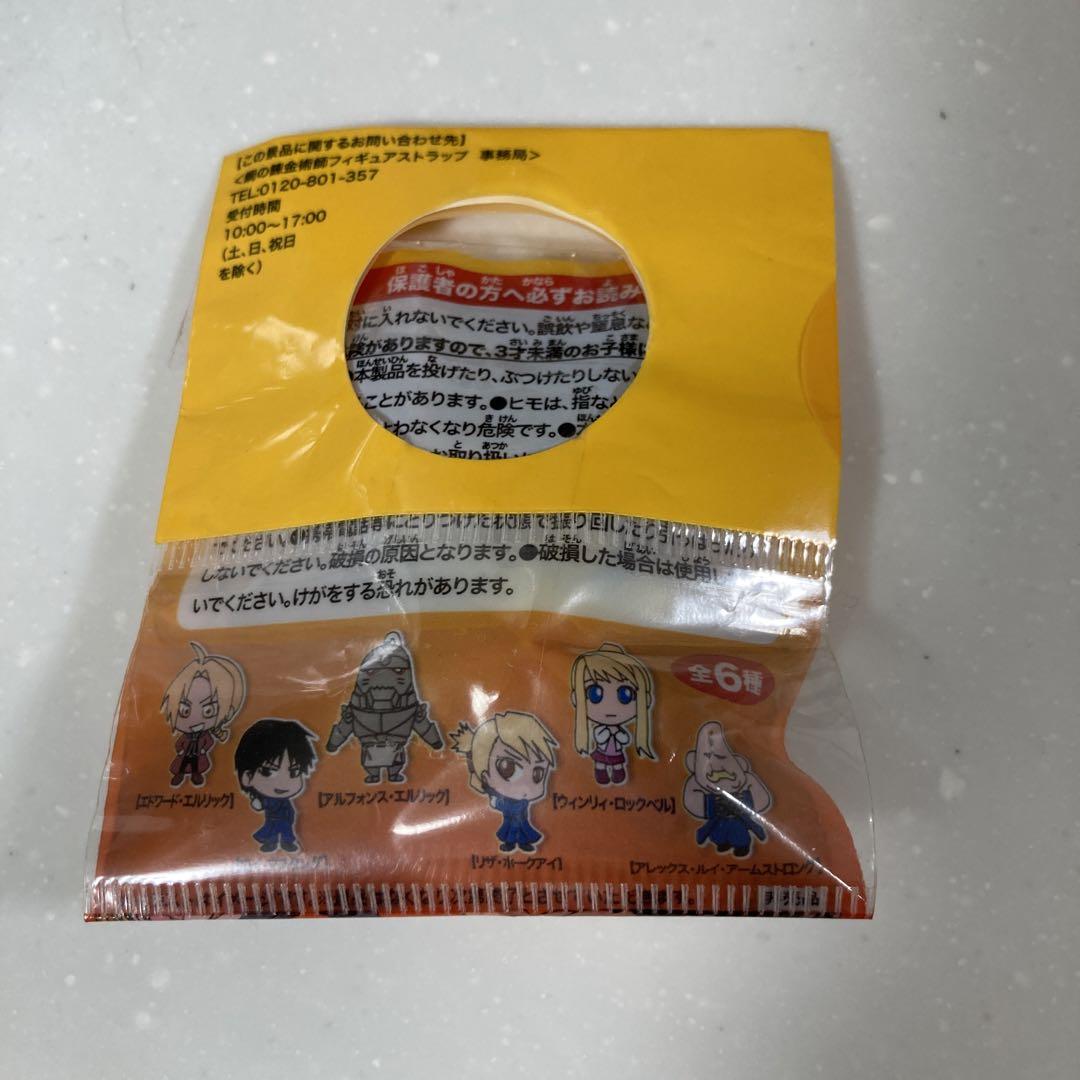 【この景品に関するお問い合わせ先】
<鋼の錬金術師フィギュアストラップ 事務局>
TEL:0120-801-357
受付時間
10:00〜17:00
(土、日、祝日
を除く)
保護者の方へ必ずお読み
に入れないでください。誤飲や窒息な
険がありますので、3才未満のお子様に
本製品を投げたり、ぶつけたりしない
ことがあります。●ヒモは、指など
わなくなり危険です。●
お取り扱い
しないでください。破損の原因となります。●破損した場合は使用し
いでください。けがをする恐れがあります。
全6種
【エドワード・エルリック】
【アルフォンス・エルリック】
【ウィンリィ・ロックベル】
【リザ・ホークアイ】
【アレックス・ルイ・アームストロング】
非売品